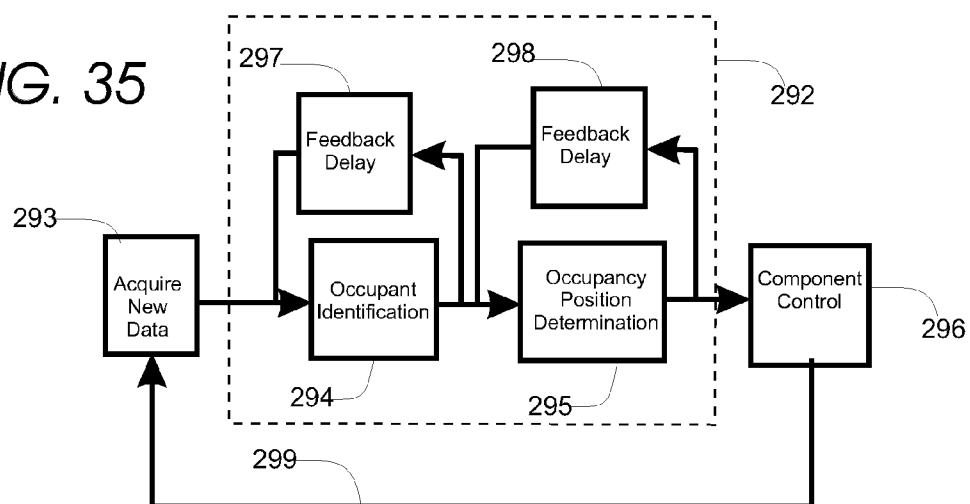 IG. 35
297
298
292
Feedback
Delay
Feedback
Delay
293
Acquire
New
Data
Occupant
Identification
Occupancy
Position
Determination
Component
Control
296
294
295
299